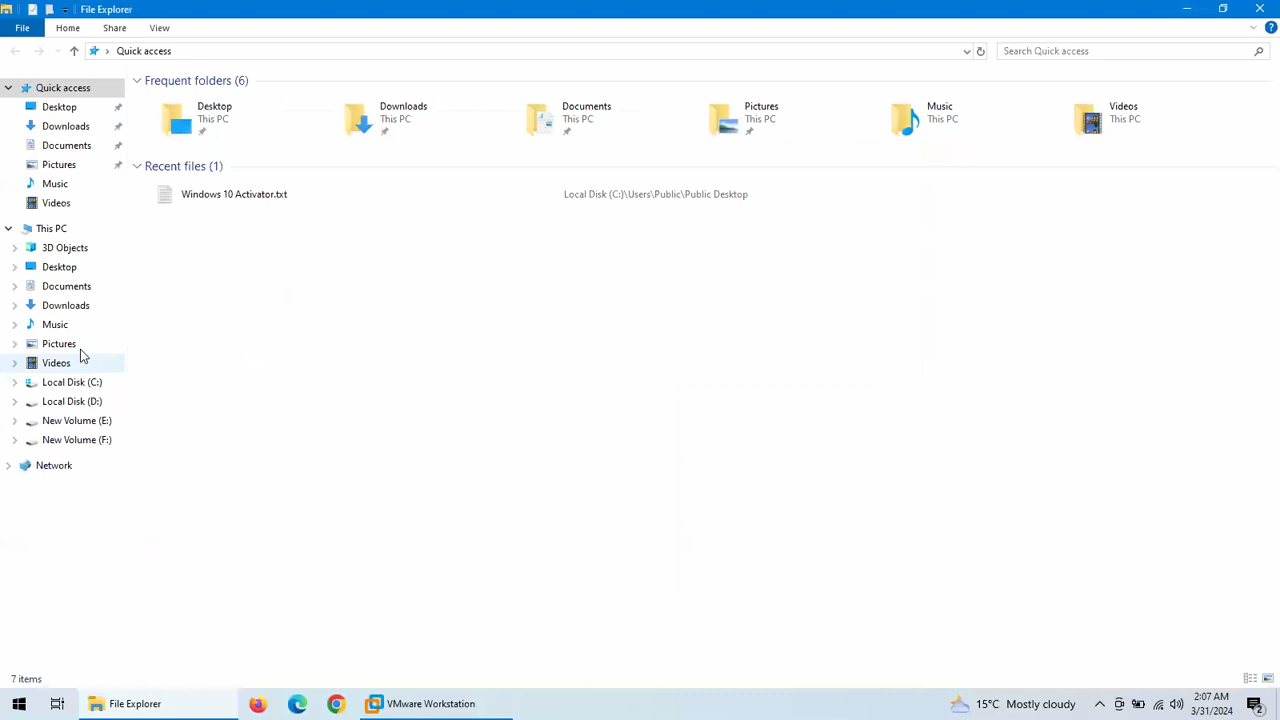 File Explorer
File Home Share View
Quick access Search Quick access
Quick access
Desktop
Downloads
Documents
Pictures
Music
Videos
This PC
3D Objects
Desktop
Documents
Downloads
Music
Pictures
Videos
Local Disk (C:)
Local Disk (D:)
New Volume (E:)
New Volume (F:)
Network
Frequent folders (6)
Desktop
This PC
Downloads
This PC
Documents
This PC
Pictures
This PC
Music
This PC
Videos
This PC
Recent files (1)
Windows 10 Activator.txt Local Disk (C:)\Users\Public\Public Desktop
7 items
File Explorer VMware Workstation 15°C Mostly cloudy
2:07 AM
3/31/2024
2